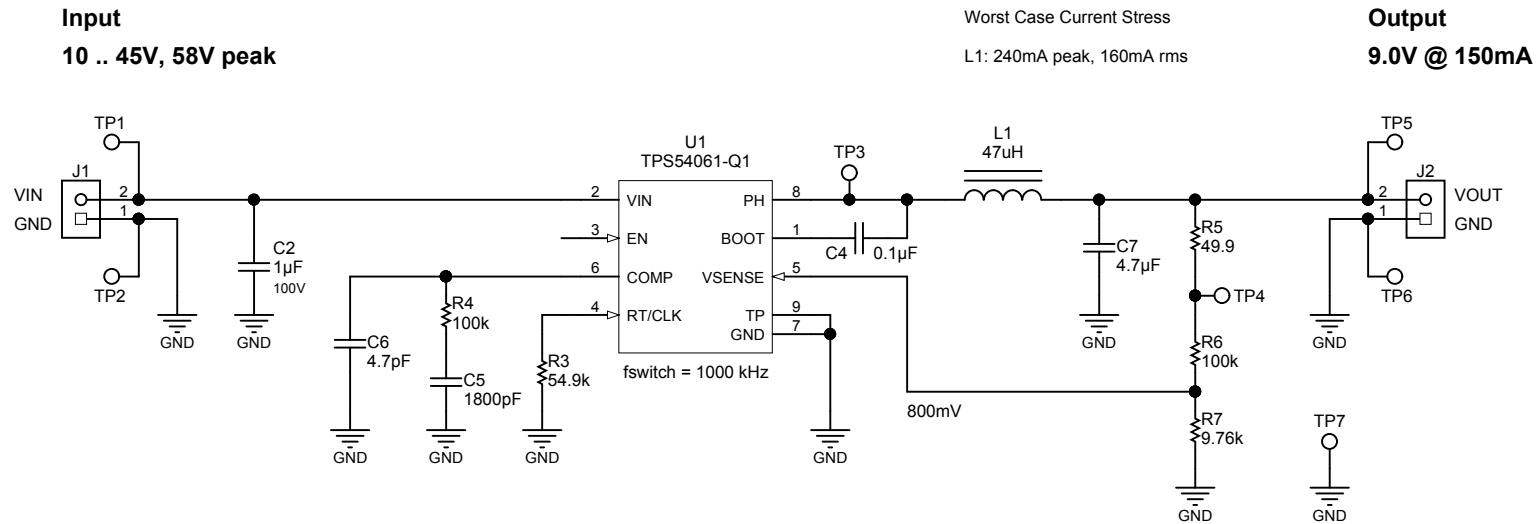 Input
10 .. 45V, 58V peak
Worst Case Current Stress
L1: 240mA peak, 160mA rms
Output
9.0V @ 150mA
TP1
J1
VIN
2
GND
1
TP2
GND
C2
1µF
100V
GND
U1
TPS54061-Q1
2
VIN
PH
8
3
EN
BOOT
1
6
COMP
VSENSE
5
4
RT/CLK
TP
9
GND
7
fswitch = 1000 kHz
C6
4.7pF
GND
R4
100k
C5
1800pF
GND
R3
54.9k
GND
GND
TP3
C4
0.1µF
L1
47uH
C7
4.7µF
GND
R5
49.9
TP4
R6
100k
800mV
R7
9.76k
GND
TP5
J2
2
VOUT
1
GND
TP6
GND
TP7
GND